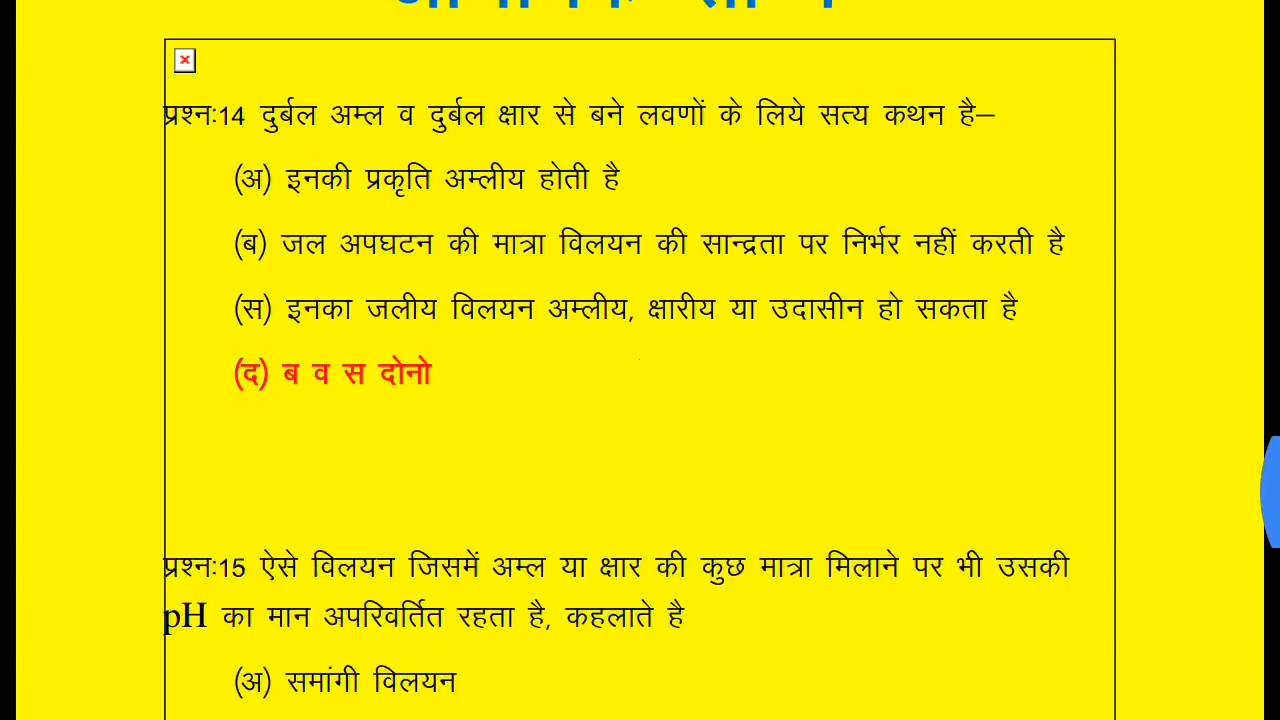 प्रश्नः14 दुर्बल अम्ल व दुर्बल क्षार से बने लवणों के लिये सत्य कथन है–
(अ) इनकी प्रकृति अम्लीय होती है
(ब) जल अपघटन की मात्रा विलयन की सान्द्रता पर निर्भर नहीं करती है
(स) इनका जलीय विलयन अम्लीय, क्षारीय या उदासीन हो सकता है
(द) ब व स दोनो
प्रश्नः15 ऐसे विलयन जिसमें अम्ल या क्षार की कुछ मात्रा मिलाने पर भी उसकी
pH का मान अपरिवर्तित रहता है, कहलाते है
(अ) समांगी विलयन